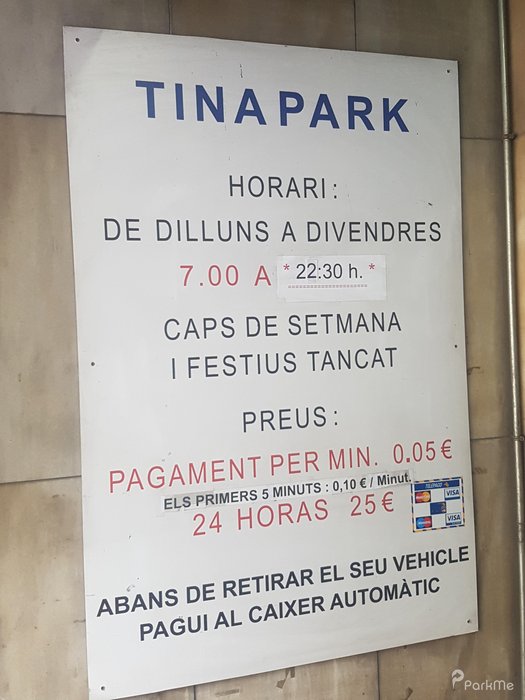 TINAPARK
HORARI:
DE DILLUNS A DIVENDRES
7.00 A * 22:30 h. *
CAPS DE SETMANA
I FESTIUS TANCAT
PREUS:
PAGAMENT PER MIN. 0.05€
ELS PRIMERS 5 MINUTS : 0,10 € / Minut.
24 HORAS 25€
TELEPAGO
MasterCard VISA
VISA
ABANS DE RETIRAR EL SEU VEHICLE
PAGUI AL CAIXER AUTOMÀTIC
ParkMe